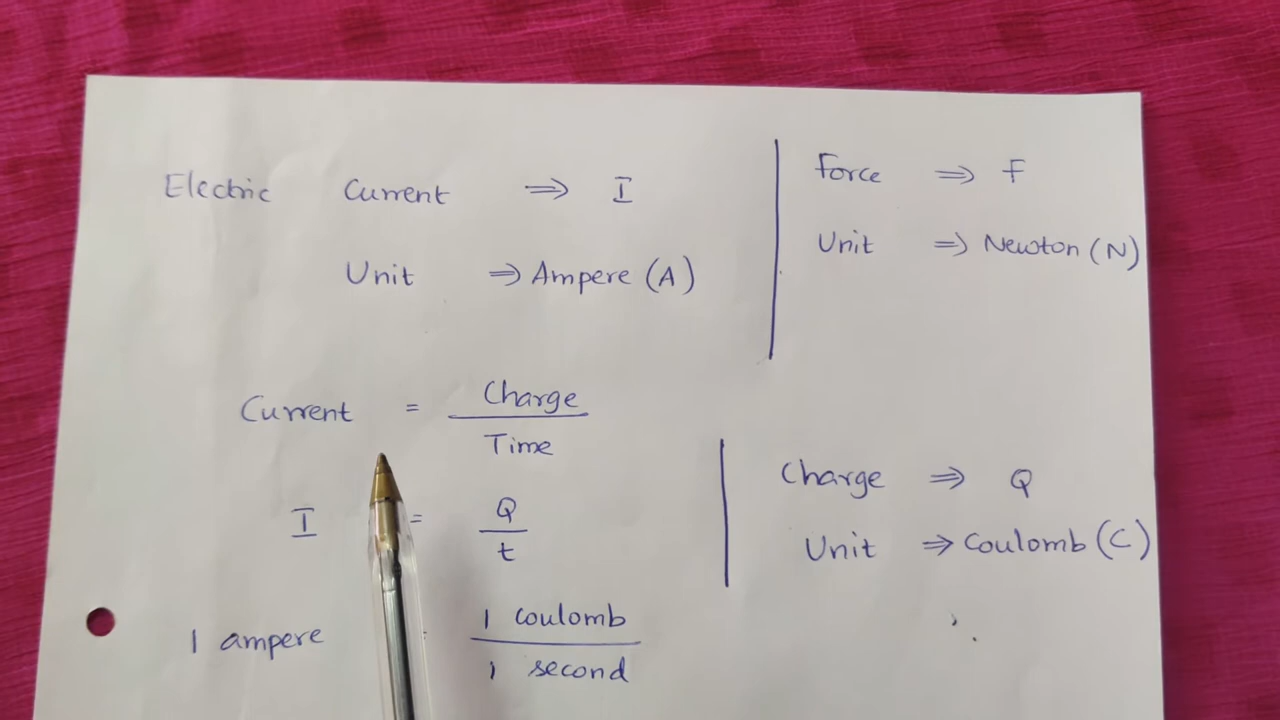 Electric Current ⇒ I
Unit ⇒ Ampere (A)
Force ⇒ F
Unit ⇒ Newton (N)
Current = Charge / Time
I = Q / t
Charge ⇒ Q
Unit ⇒ Coulomb (C)
1 ampere = 1 coulomb / 1 second